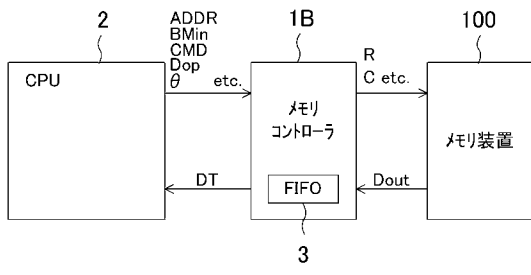 2
ADDR
BMin
CMD
Dop
θ etc.
1B
R
C etc.
100
CPU
メモリ
コントローラ
メモリ装置
DT
FIFO
Dout
3